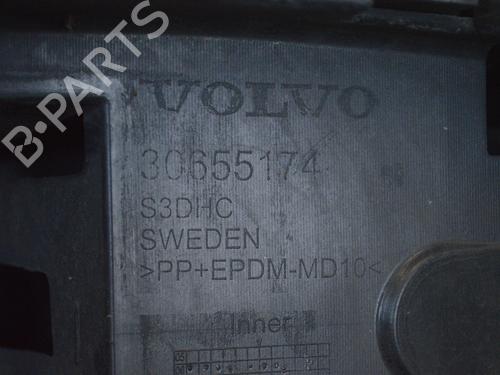 B-PARTS
VOLVO
30655174
S3DHC
SWEDEN
>PP+EPDM-MD10<
Inner